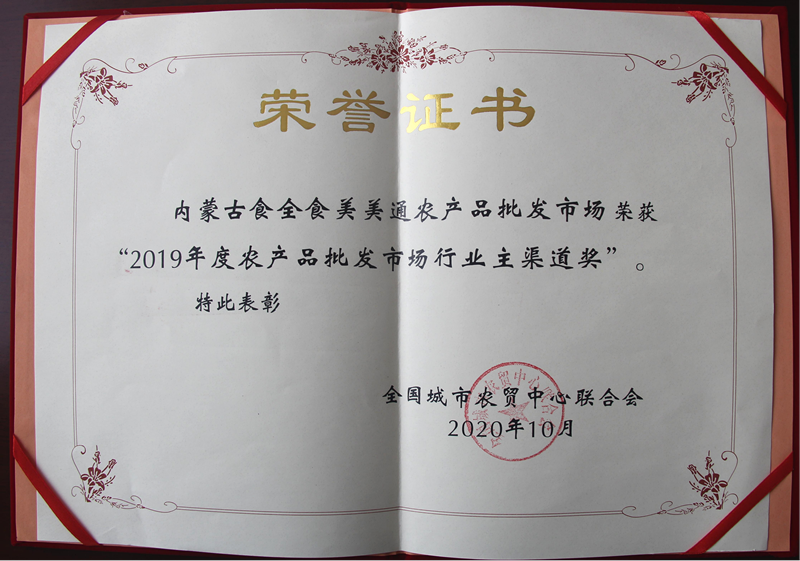 荣誉证书
内蒙古食全食美美通农产品批发市场 荣获
“2019年度农产品批发市场行业主渠道奖”。
特此表彰
全国城市农贸中心联合会
2020年10月